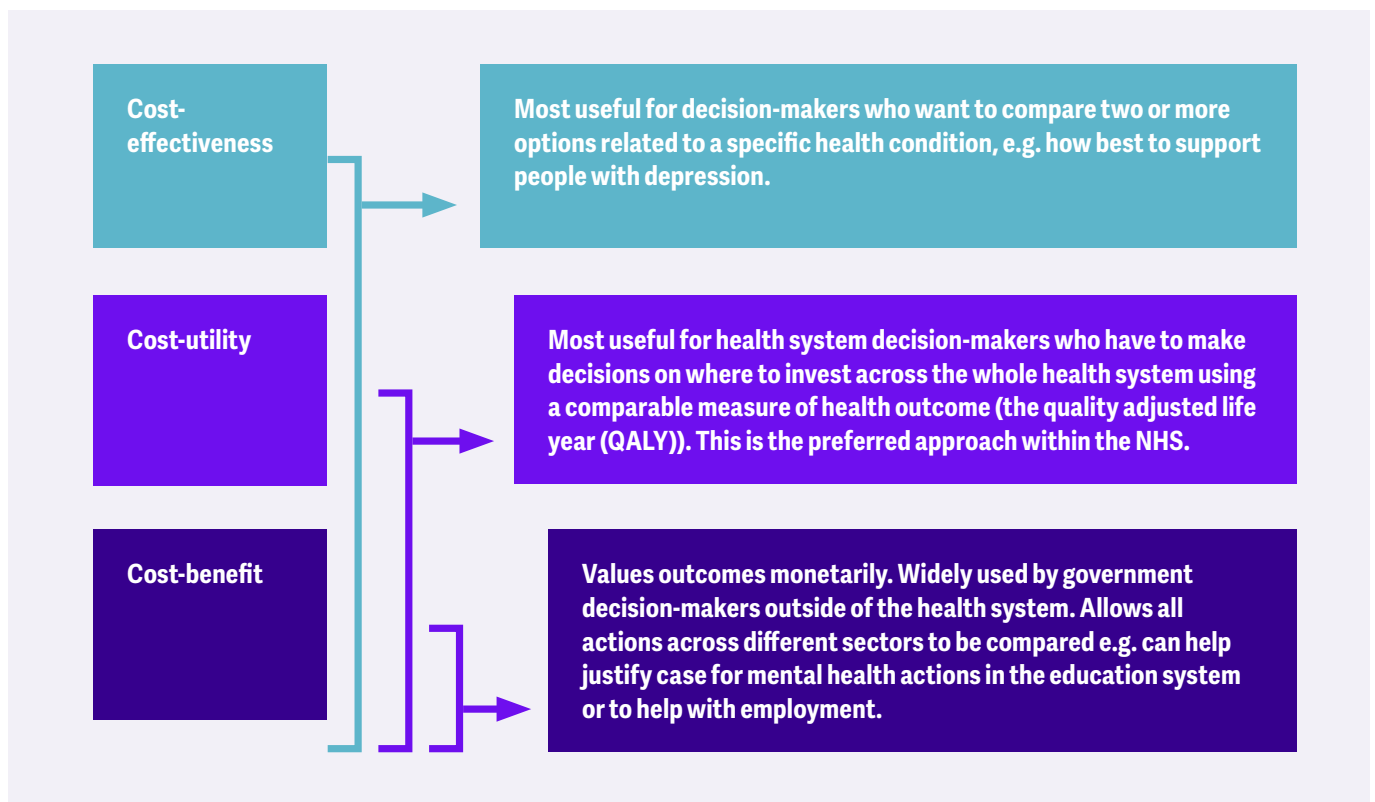 Cost-
effectiveness
Most useful for decision-makers who want to compare two or more
options related to a specific health condition, e.g. how best to support
people with depression.
Cost-utility
Most useful for health system decision-makers who have to make
decisions on where to invest across the whole health system using
a comparable measure of health outcome (the quality adjusted life
year (QALY)). This is the preferred approach within the NHS.
Cost-benefit
Values outcomes monetarily. Widely used by government
decision-makers outside of the health system. Allows all
actions across different sectors to be compared e.g. can help
justify case for mental health actions in the education system
or to help with employment.